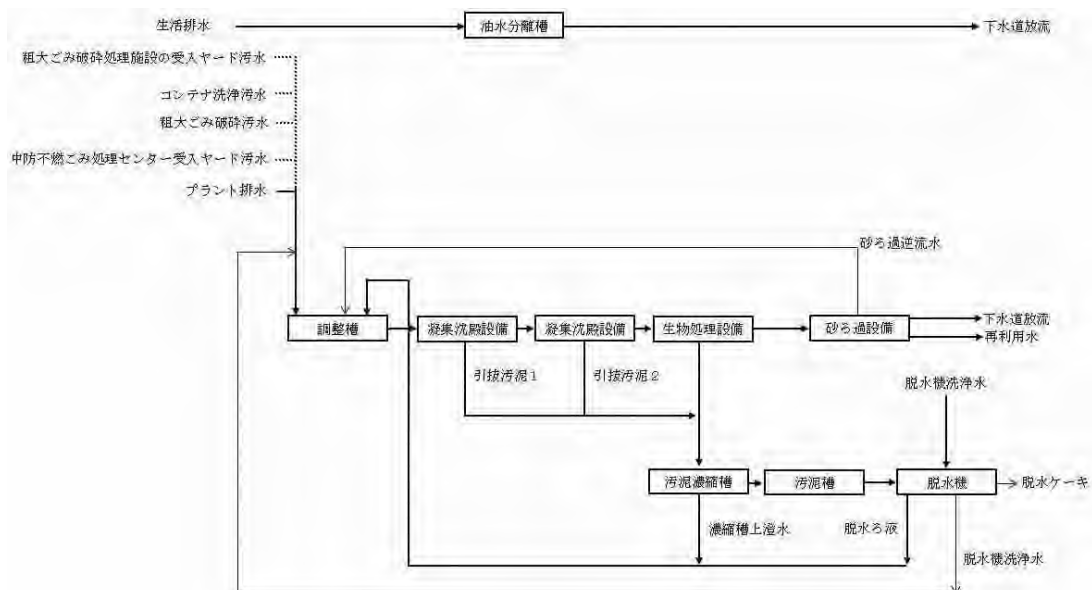 生活排水
油水分離槽
下水道放流
粗大ごみ破砕処理施設の受入ヤード汚水
コンテナ洗浄汚水
粗大ごみ破砕汚水
中防不燃ごみ処理センター受入ヤード汚水
プラント排水
砂ろ過逆流水
調整槽
凝集沈殿設備
凝集沈殿設備
生物処理設備
砂ろ過設備
下水道放流
再利用水
引抜汚泥1
引抜汚泥2
脱水機洗浄水
汚泥濃縮槽
汚泥槽
脱水機
脱水ケーキ
濃縮槽上澄水
脱水ろ液
脱水機洗浄水